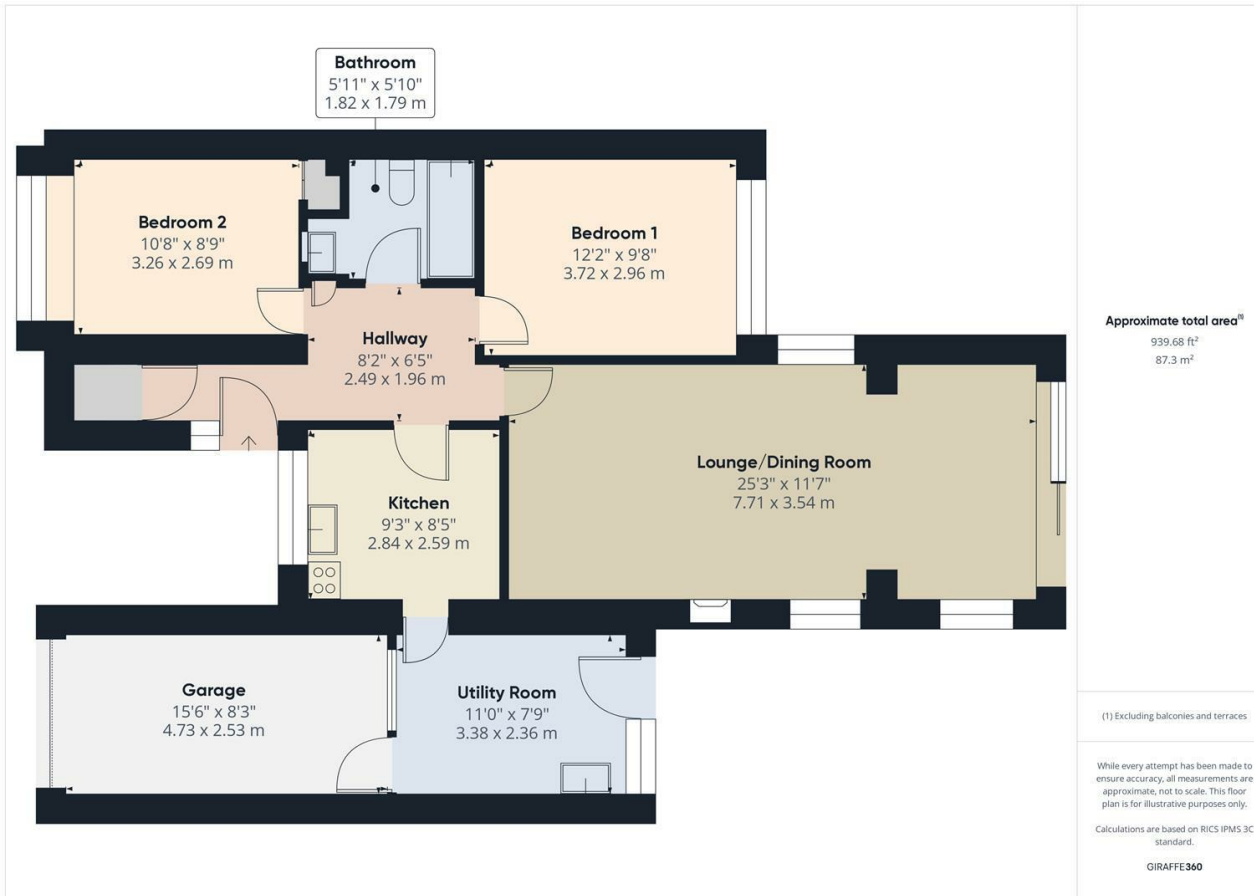 Bathroom
5'11" x 5'10"
1.82 x 1.79 m
Bedroom 2
10'8" x 8'9"
3.26 x 2.69 m
Bedroom 1
12'2" x 9'8"
3.72 x 2.96 m
Hallway
8'2" x 6'5"
2.49 x 1.96 m
Lounge/Dining Room
25'3" x 11'7"
7.71 x 3.54 m
Kitchen
9'3" x 8'5"
2.84 x 2.59 m
Garage
15'6" x 8'3"
4.73 x 2.53 m
Utility Room
11'0" x 7'9"
3.38 x 2.36 m
Approximate total area⁽¹⁾
939.68 ft²
87.3 m²
(1) Excluding balconies and terraces
While every attempt has been made to
ensure accuracy, all measurements are
approximate, not to scale. This floor
plan is for illustrative purposes only.
Calculations are based on RICS IPMS 3C
standard.
GIRAFFE360